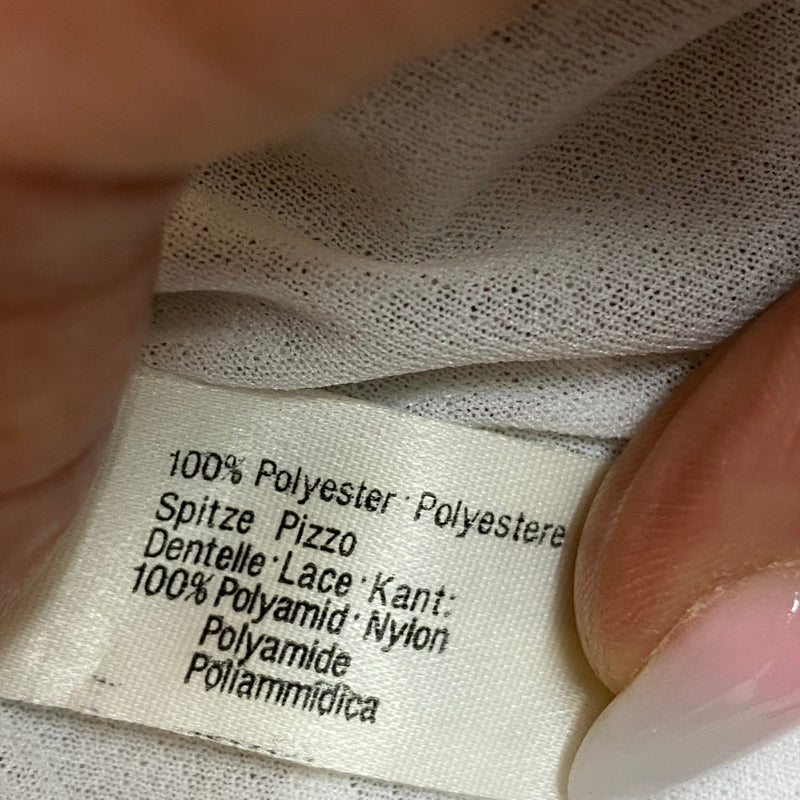 100% Polyester·Polyestere
Spitze Pizzo
Dentelle·Lace·Kant:
100% Polyamid·Nylon
Polyamide
Poliammidica